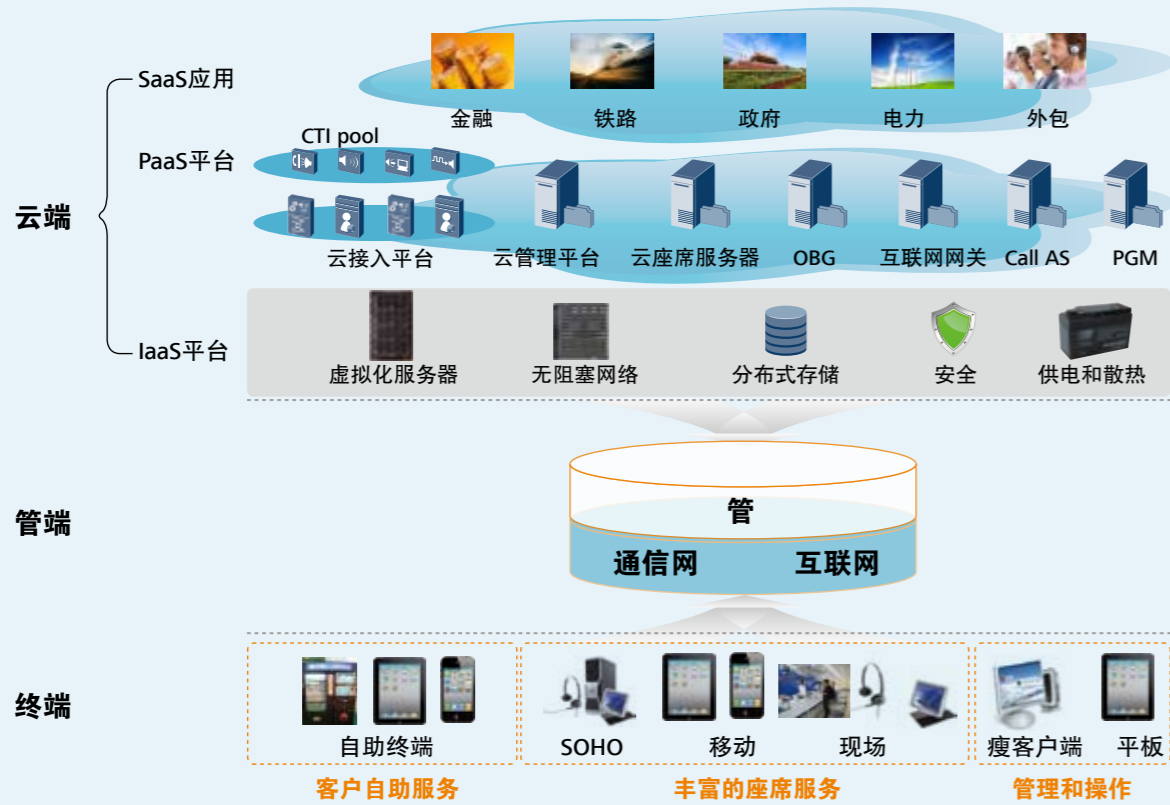 SaaS应用
金融
铁路
政府
电力
外包
CTI pool
PaaS平台
云端
云接入平台
云管理平台
云座席服务器
OBG
互联网网关
Call AS
PGM
IaaS平台
虚拟化服务器
无阻塞网络
分布式存储
安全
供电和散热
管端
管
通信网
互联网
终端
自助终端
SOHO
移动
现场
瘦客户端
平板
客户自助服务
丰富的座席服务
管理和操作